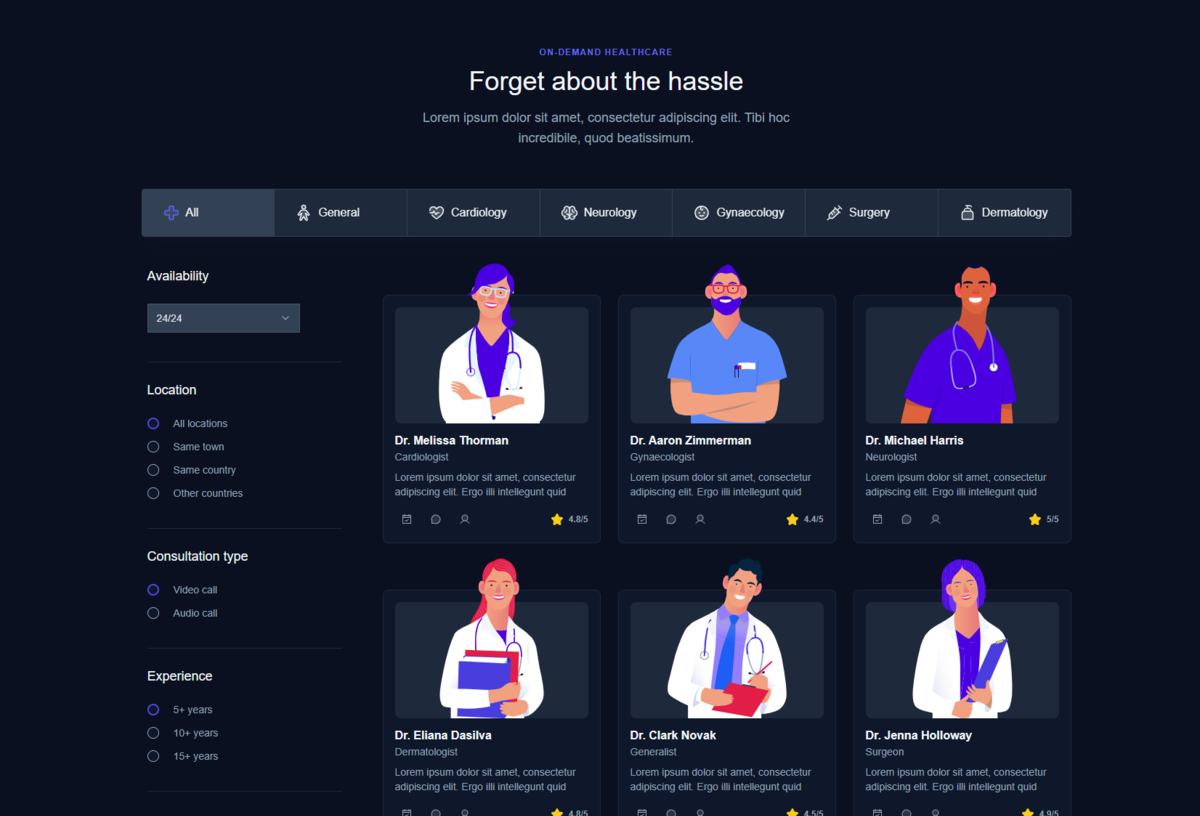 ON-DEMAND HEALTHCARE
Forget about the hassle
Lorem ipsum dolor sit amet, consectetur adipiscing elit. Tibi hoc
incredibile, quod beatissimum.
All
General
Cardiology
Neurology
Gynaecology
Surgery
Dermatology
Availability
24/24
Location
All locations
Same town
Same country
Other countries
Consultation type
Video call
Audio call
Experience
5+ years
10+ years
15+ years
Dr. Melissa Thorman
Cardiologist
Lorem ipsum dolor sit amet, consectetur
adipiscing elit. Ergo illi intellegunt quid
4.8/5
Dr. Aaron Zimmerman
Gynaecologist
Lorem ipsum dolor sit amet, consectetur
adipiscing elit. Ergo illi intellegunt quid
4.4/5
Dr. Michael Harris
Neurologist
Lorem ipsum dolor sit amet, consectetur
adipiscing elit. Ergo illi intellegunt quid
5/5
Dr. Eliana Dasilva
Dermatologist
Lorem ipsum dolor sit amet, consectetur
adipiscing elit. Ergo illi intellegunt quid
4.8/5
Dr. Clark Novak
Generalist
Lorem ipsum dolor sit amet, consectetur
adipiscing elit. Ergo illi intellegunt quid
4.5/5
Dr. Jenna Holloway
Surgeon
Lorem ipsum dolor sit amet, consectetur
adipiscing elit. Ergo illi intellegunt quid
4.9/5